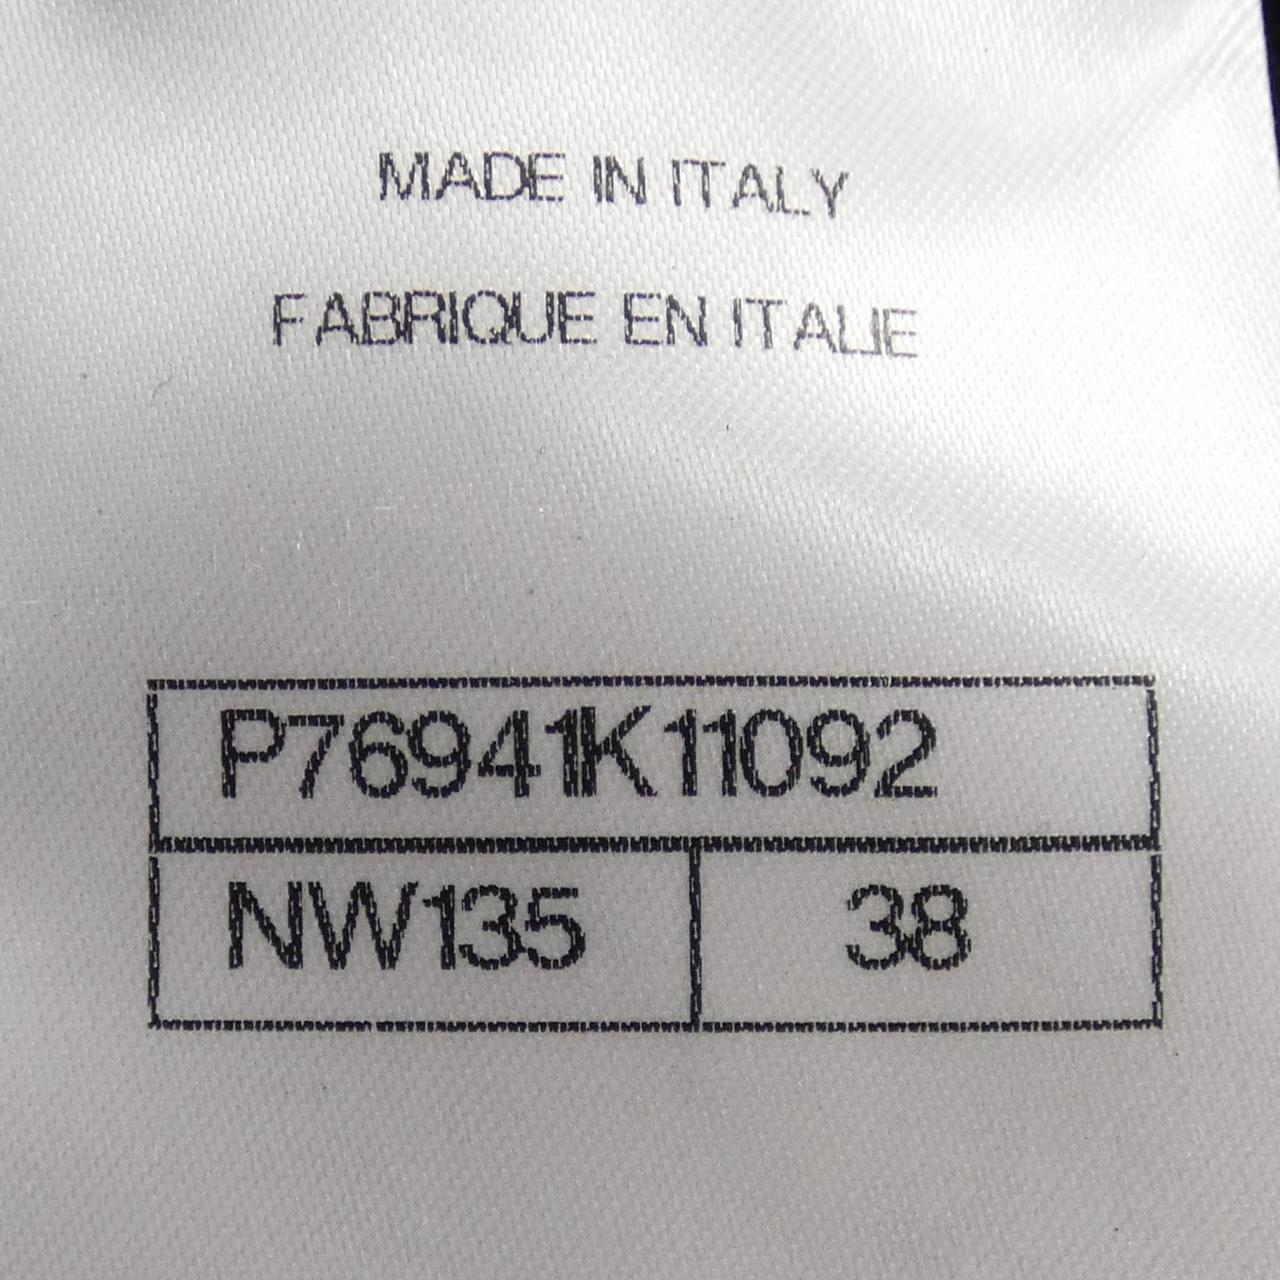 MADE IN ITALY
FABRIQUE EN ITALIE
P76941K11092
NW135 38